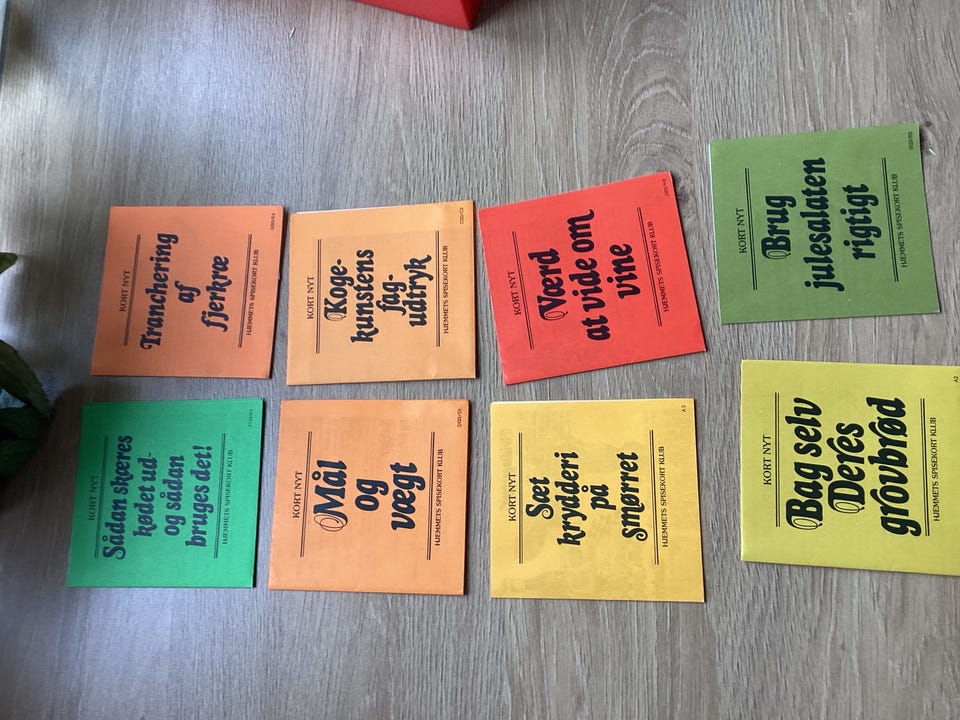 KORT NYT
Sådan skæres
kødet ud-
og sådan
bruges det!
HJEMMETS SPISEKORT KLUB
KORT NYT
Tranchering
af
fjerkræ
HJEMMETS SPISEKORT KLUB
KORT NYT
Mål
og
vægt
HJEMMETS SPISEKORT KLUB
KORT NYT
Koge-
kunstens
fag-
udtryk
HJEMMETS SPISEKORT KLUB
KORT NYT
Sæt
krydderi
på
smørret
HJEMMETS SPISEKORT KLUB
KORT NYT
Værd
at vide om
vine
HJEMMETS SPISEKORT KLUB
KORT NYT
Bag selv
Deres
grovbrød
HJEMMETS SPISEKORT KLUB
A2
KORT NYT
Brug
julesalaten
rigtigt
HJEMMETS SPISEKORT KLUB